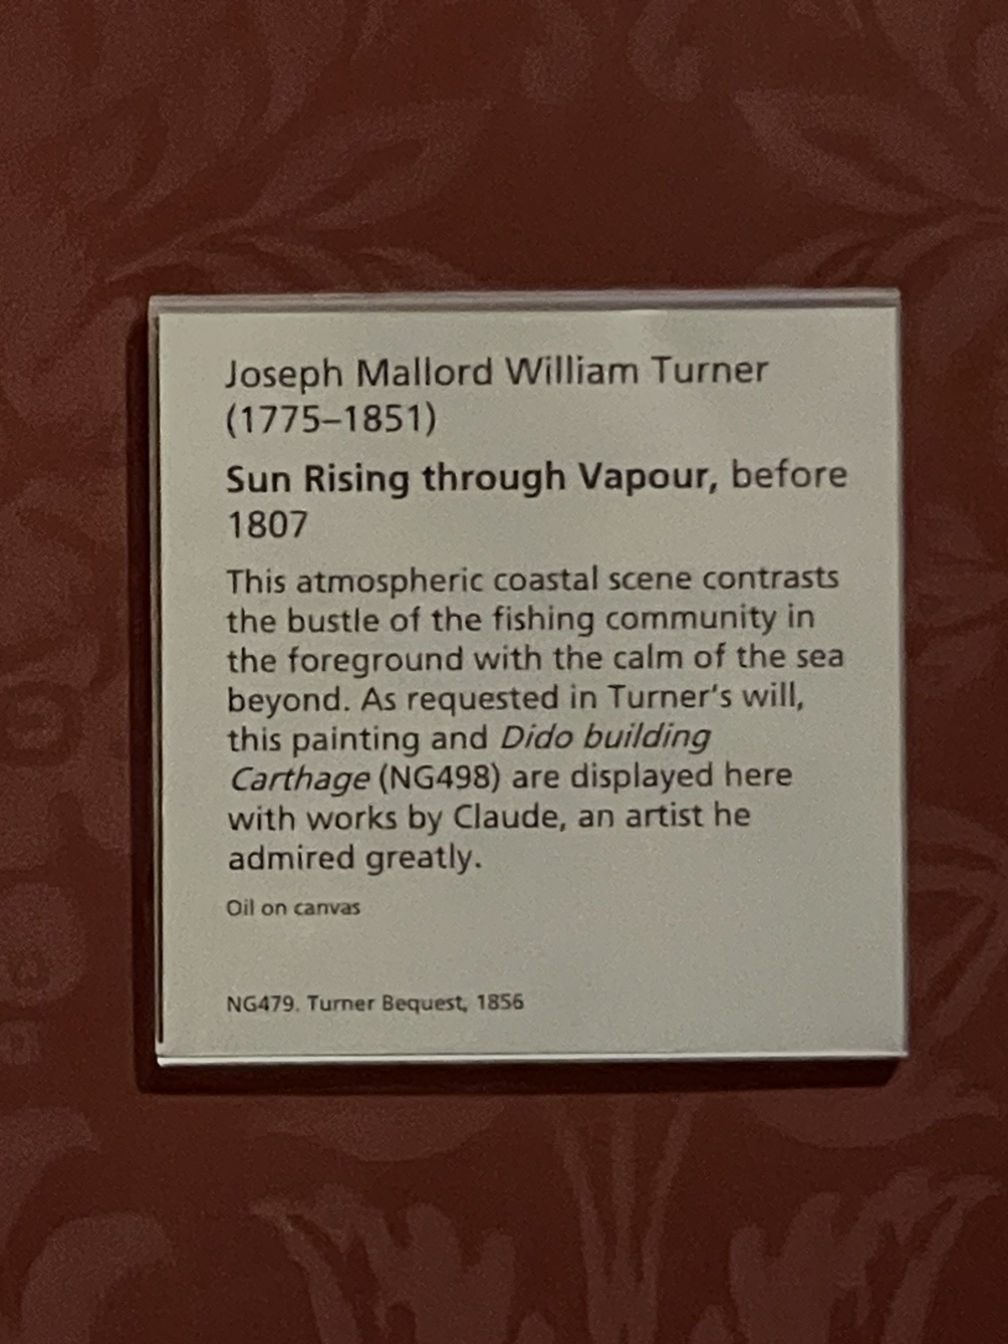 Joseph Mallord William Turner
(1775–1851)
Sun Rising through Vapour, before
1807
This atmospheric coastal scene contrasts
the bustle of the fishing community in
the foreground with the calm of the sea
beyond. As requested in Turner's will,
this painting and Dido building
Carthage (NG498) are displayed here
with works by Claude, an artist he
admired greatly.
Oil on canvas
NG479. Turner Bequest, 1856